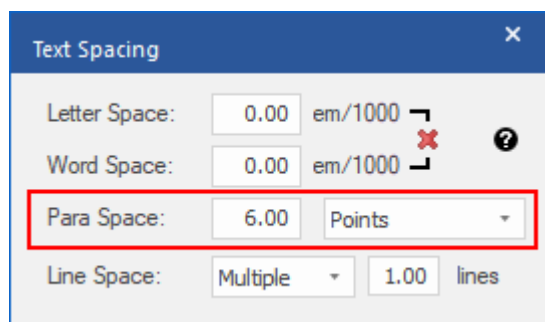 Text Spacing ×
Letter Space: 0.00 em/1000
?
Word Space: 0.00 em/1000
Para Space: 6.00 Points
Line Space: Multiple 1.00 lines